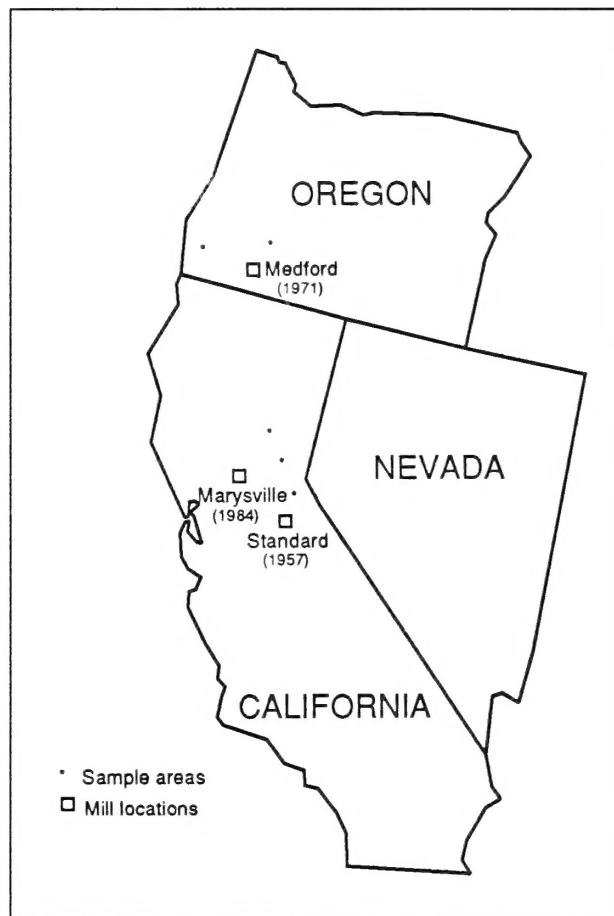 OREGON
Medford
(1971)
NEVADA
Marysville
(1984)
Standard
(1957)
CALIFORNIA
Sample areas
Mill locations